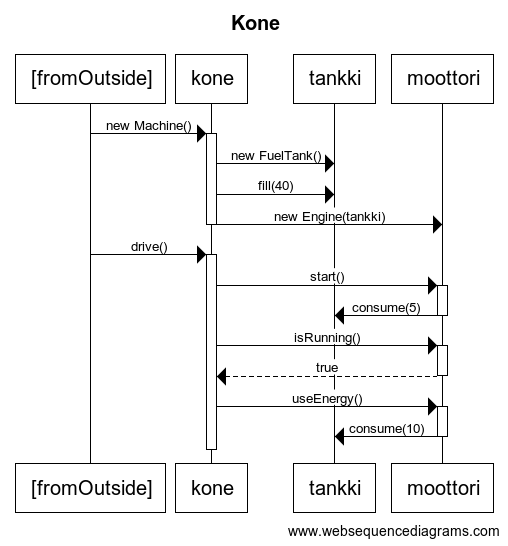 Kone
[fromOutside]
kone
tankki
moottori
new Machine()
new FuelTank()
fill(40)
new Engine(tankki)
drive()
start()
consume(5)
isRunning()
true
useEnergy()
consume(10)
[fromOutside]
kone
tankki
moottori
www.websequencediagrams.com